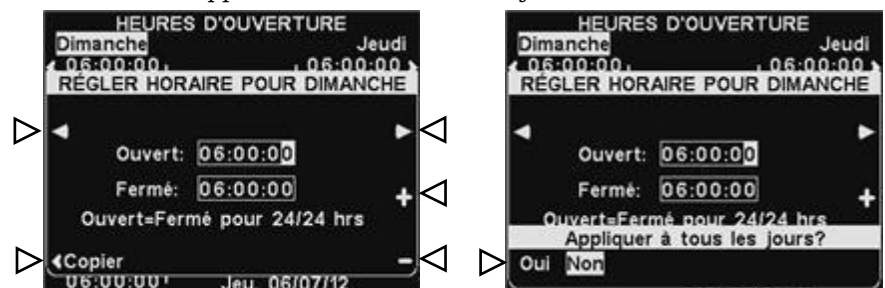 HEURES D'OUVERTURE
Dimanche Jeudi
06:00:00 06:00:00
RÉGLER HORAIRE POUR DIMANCHE
Ouvert: 06:00:00
Fermé: 06:00:00
+
Ouvert=Fermé pour 24/24 hrs
Copier -
06:00:00 Jeu, 06/07/12
HEURES D'OUVERTURE
Dimanche Jeudi
06:00:00 06:00:00
RÉGLER HORAIRE POUR DIMANCHE
Ouvert: 06:00:00
Fermé: 06:00:00
+
Ouvert=Fermé pour 24/24 hrs
Appliquer à tous les jours?
Oui Non